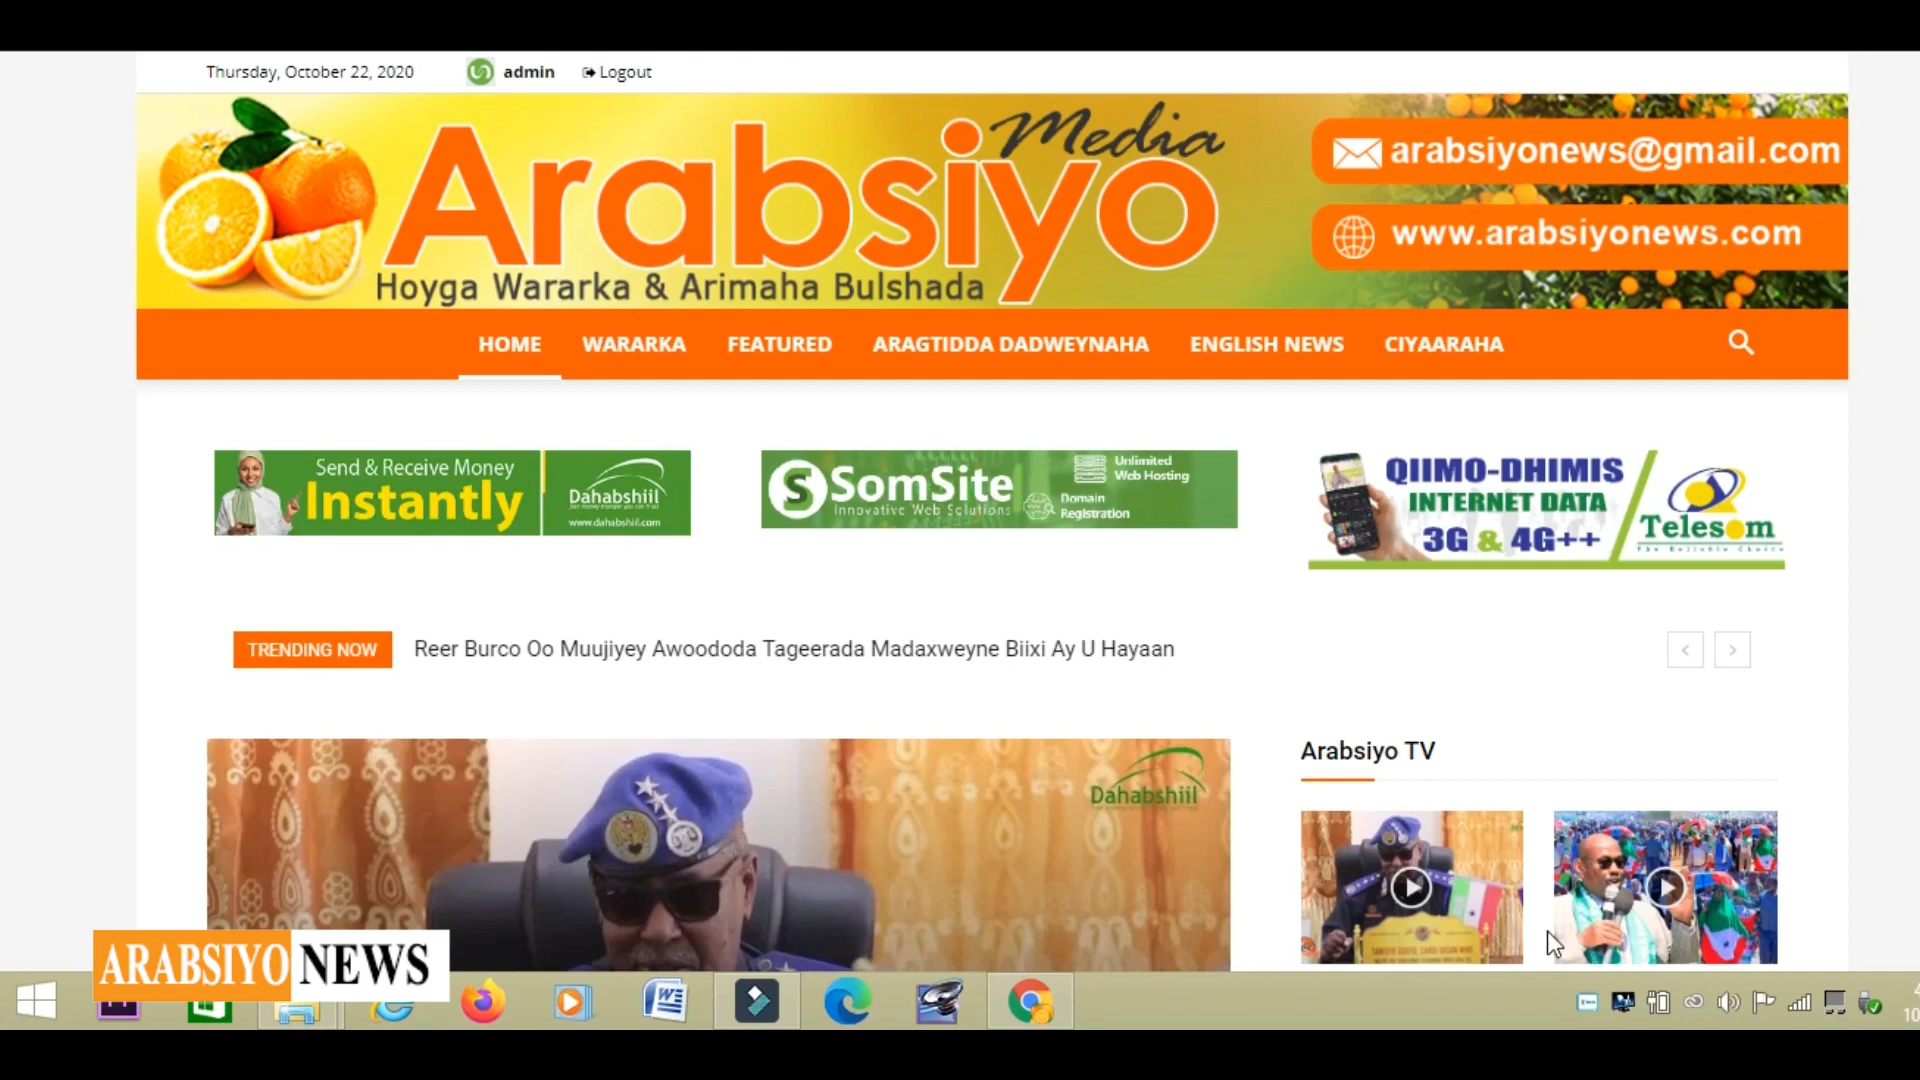 Thursday, October 22, 2020
admin
Logout
Media
Arabsiyo
Hoyga Wararka & Arimaha Bulshada
arabsiyonews@gmail.com
www.arabsiyonews.com
HOME
WARARKA
FEATURED
ARAGTIDDA DADWEYNAHA
ENGLISH NEWS
CIYAARAHA
Send & Receive Money
Instantly
Dahabshiil
www.dahabshiil.com
SomSite
Innovative Web Solutions
Unlimited
Web Hosting
Domain
Registration
QIIMO-DHIMIS
INTERNET DATA
3G & 4G++
Telesom
The Reliable Choice
TRENDING NOW
Reer Burco Oo Muujiyey Awoododa Tageerada Madaxweyne Biixi Ay U Hayaan
Dahabshiil
Arabsiyo TV
ARABSIYO NEWS